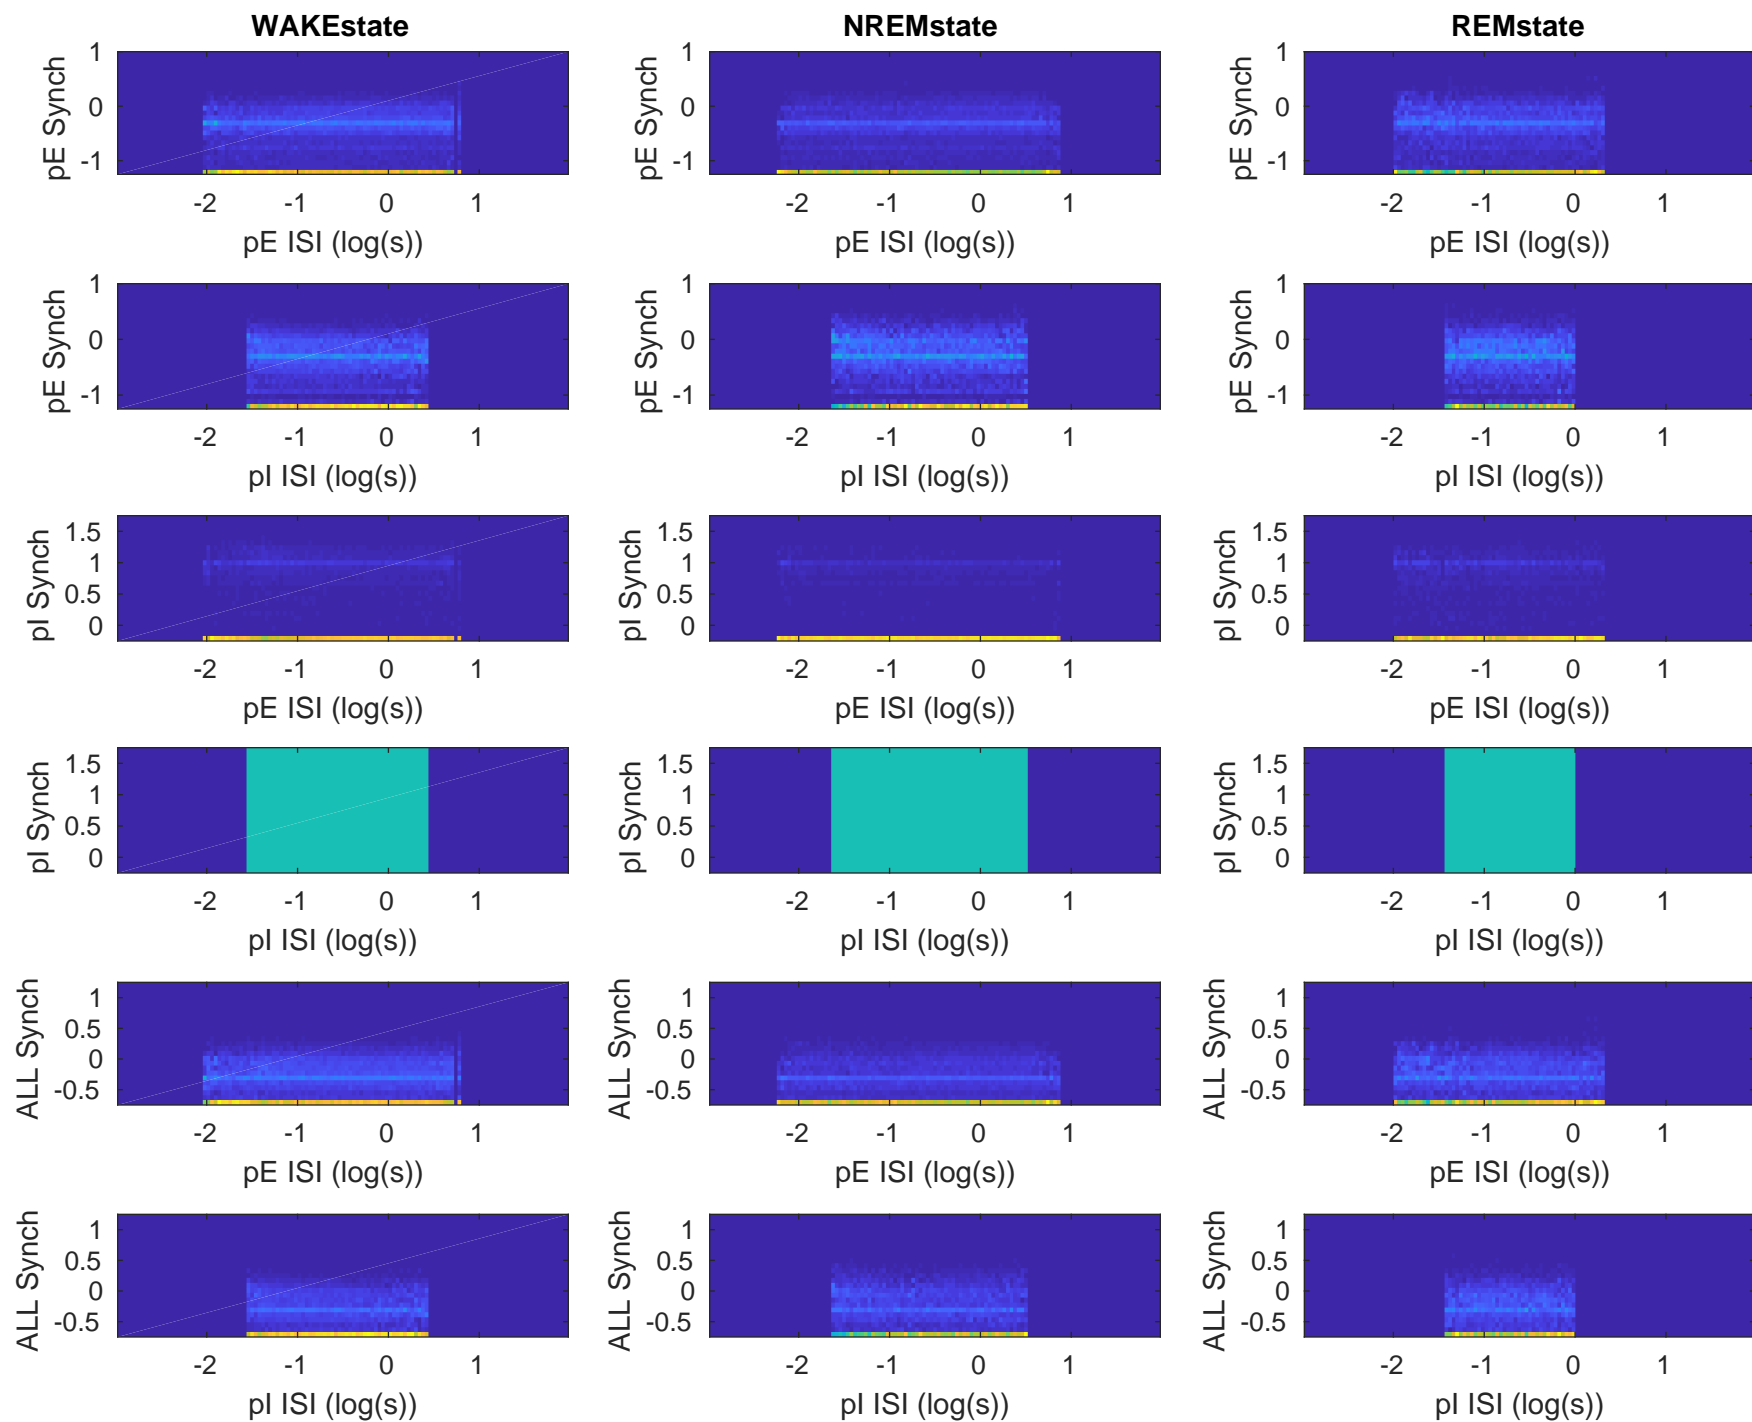 WAKEstate NREMstate REMstate
pE Synch 1 0 -1 pE Synch 1 0 -1 pE Synch 1 0 -1
-2 -1 0 1 -2 -1 0 1 -2 -1 0 1
pE ISI (log(s)) pE ISI (log(s)) pE ISI (log(s))
pE Synch 1 0 -1 pE Synch 1 0 -1 pE Synch 1 0 -1
-2 -1 0 1 -2 -1 0 1 -2 -1 0 1
pI ISI (log(s)) pI ISI (log(s)) pI ISI (log(s))
pI Synch 1.5 1 0.5 0 pI Synch 1.5 1 0.5 0 pI Synch 1.5 1 0.5 0
-2 -1 0 1 -2 -1 0 1 -2 -1 0 1
pE ISI (log(s)) pE ISI (log(s)) pE ISI (log(s))
pI Synch 1.5 1 0.5 0 pI Synch 1.5 1 0.5 0 pI Synch 1.5 1 0.5 0
-2 -1 0 1 -2 -1 0 1 -2 -1 0 1
pI ISI (log(s)) pI ISI (log(s)) pI ISI (log(s))
ALL Synch 1 0.5 0 -0.5 ALL Synch 1 0.5 0 -0.5 ALL Synch 1 0.5 0 -0.5
-2 -1 0 1 -2 -1 0 1 -2 -1 0 1
pE ISI (log(s)) pE ISI (log(s)) pE ISI (log(s))
ALL Synch 1 0.5 0 -0.5 ALL Synch 1 0.5 0 -0.5 ALL Synch 1 0.5 0 -0.5
-2 -1 0 1 -2 -1 0 1 -2 -1 0 1
pI ISI (log(s)) pI ISI (log(s)) pI ISI (log(s))